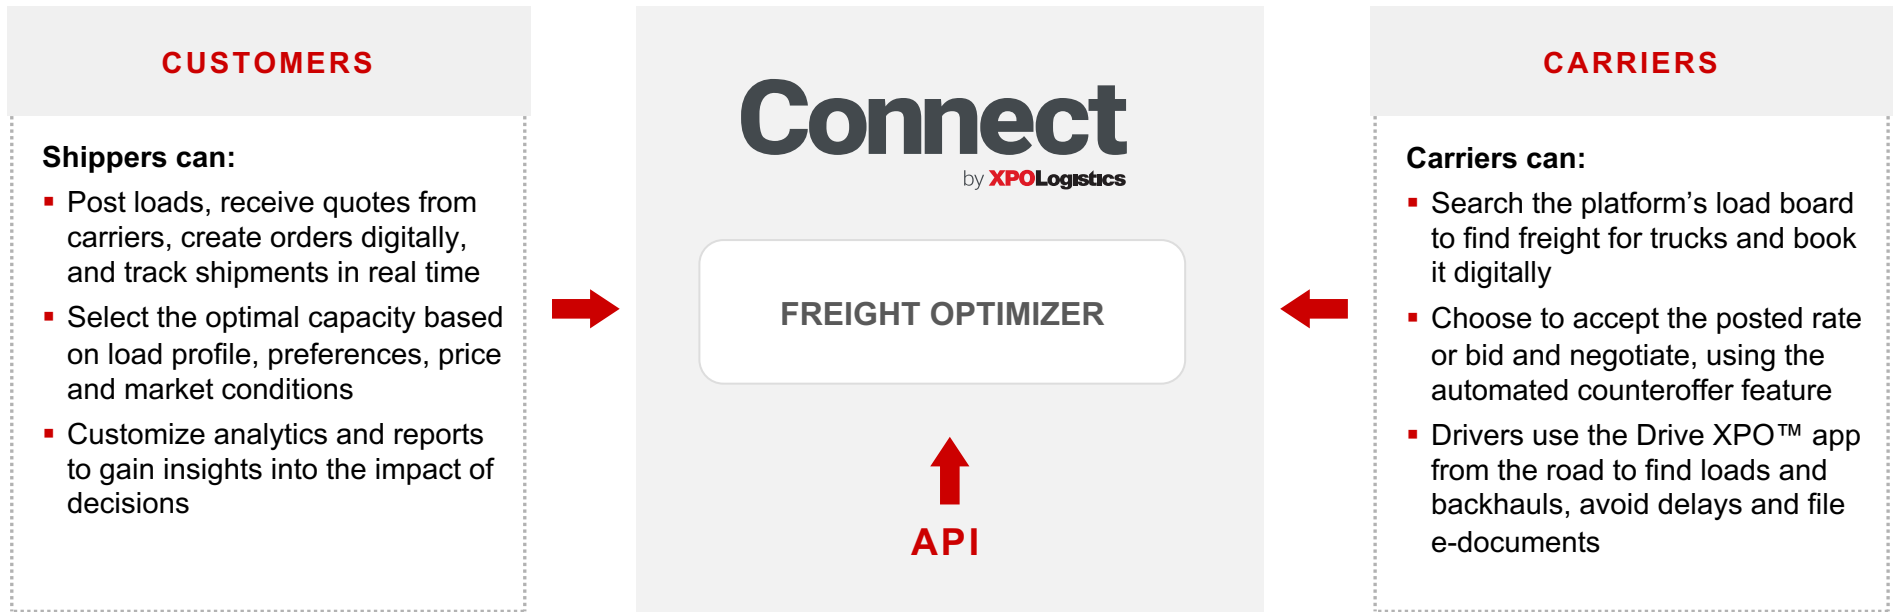 CUSTOMERS
Shippers can:
▪ Post loads, receive quotes from
carriers, create orders digitally,
and track shipments in real time
▪ Select the optimal capacity based
on load profile, preferences, price
and market conditions
▪ Customize analytics and reports
to gain insights into the impact of
decisions
Connect
by XPOLogistics
FREIGHT OPTIMIZER
API
CARRIERS
Carriers can:
▪ Search the platform’s load board
to find freight for trucks and book
it digitally
▪ Choose to accept the posted rate
or bid and negotiate, using the
automated counteroffer feature
▪ Drivers use the Drive XPO™ app
from the road to find loads and
backhauls, avoid delays and file
e-documents